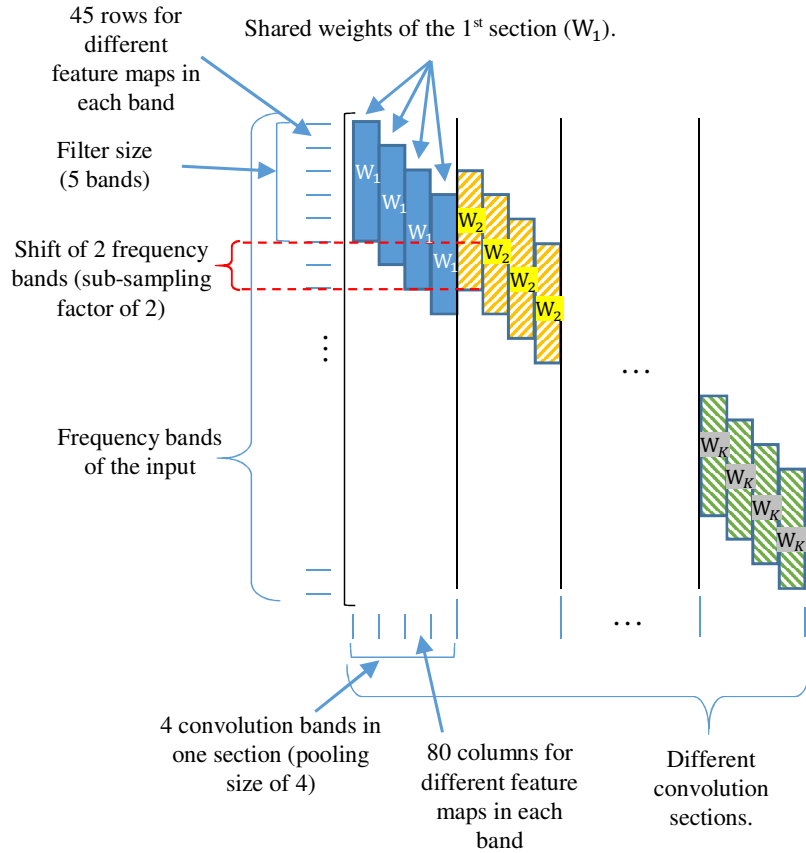 45 rows for
different
feature maps in
each band
Shared weights of the 1st section (W1).
Filter size
(5 bands)
W1
W1
W1
W1
W2
W2
W2
W2
Shift of 2 frequency
bands (sub-sampling
factor of 2)
⋮
…
Frequency bands
of the input
WK
WK
WK
WK
…
4 convolution bands in
one section (pooling
size of 4)
80 columns for
different feature
maps in each
band
Different
convolution
sections.